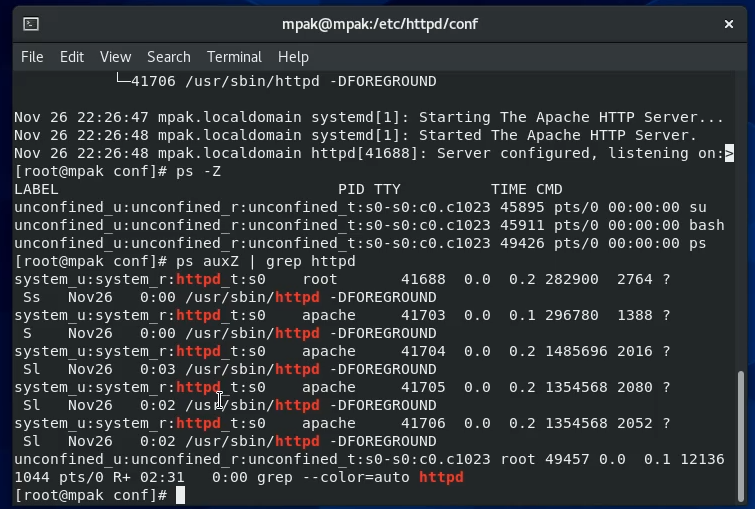 mpak@mpak:/etc/httpd/conf
File Edit View Search Terminal Help
└─41706 /usr/sbin/httpd -DFOREGROUND
Nov 26 22:26:47 mpak.localdomain systemd[1]: Starting The Apache HTTP Server...
Nov 26 22:26:48 mpak.localdomain systemd[1]: Started The Apache HTTP Server.
Nov 26 22:26:48 mpak.localdomain httpd[41688]: Server configured, listening on:>
[root@mpak conf]# ps -Z
LABEL PID TTY TIME CMD
unconfined_u:unconfined_r:unconfined_t:s0-s0:c0.c1023 45895 pts/0 00:00:00 su
unconfined_u:unconfined_r:unconfined_t:s0-s0:c0.c1023 45911 pts/0 00:00:00 bash
unconfined_u:unconfined_r:unconfined_t:s0-s0:c0.c1023 49426 pts/0 00:00:00 ps
[root@mpak conf]# ps auxZ | grep httpd
system_u:system_r:httpd_t:s0 root 41688 0.0 0.2 282900 2764 ?
Ss Nov26 0:00 /usr/sbin/httpd -DFOREGROUND
system_u:system_r:httpd_t:s0 apache 41703 0.0 0.1 296780 1388 ?
S Nov26 0:00 /usr/sbin/httpd -DFOREGROUND
system_u:system_r:httpd_t:s0 apache 41704 0.0 0.2 1485696 2016 ?
Sl Nov26 0:03 /usr/sbin/httpd -DFOREGROUND
system_u:system_r:httpd_t:s0 apache 41705 0.0 0.2 1354568 2080 ?
Sl Nov26 0:02 /usr/sbin/httpd -DFOREGROUND
system_u:system_r:httpd_t:s0 apache 41706 0.0 0.2 1354568 2052 ?
Sl Nov26 0:02 /usr/sbin/httpd -DFOREGROUND
unconfined_u:unconfined_r:unconfined_t:s0-s0:c0.c1023 root 49457 0.0 0.1 12136
1044 pts/0 R+ 02:31 0:00 grep --color=auto httpd
[root@mpak conf]#